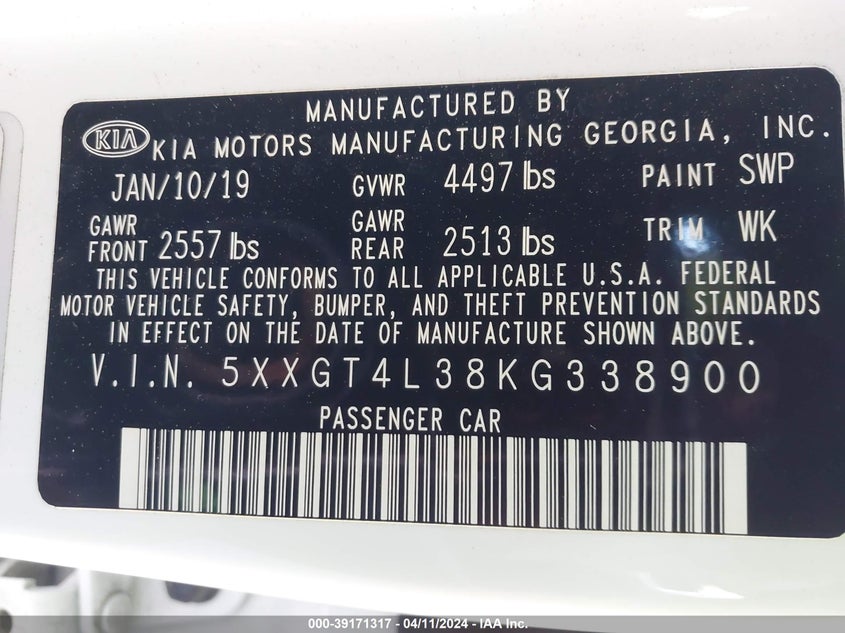 MANUFACTURED BY
KIA KIA MOTORS MANUFACTURING GEORGIA, INC.
JAN/10/19 GVWR 4497 lbs PAINT SWP
GAWR FRONT 2557 lbs GAWR REAR 2513 lbs TRIM WK
THIS VEHICLE CONFORMS TO ALL APPLICABLE U.S.A. FEDERAL
MOTOR VEHICLE SAFETY, BUMPER, AND THEFT PREVENTION STANDARDS
IN EFFECT ON THE DATE OF MANUFACTURE SHOWN ABOVE.
V.I.N. 5XXGT4L38KG338900
PASSENGER CAR
000-39171317 - 04/11/2024 - IAA Inc.